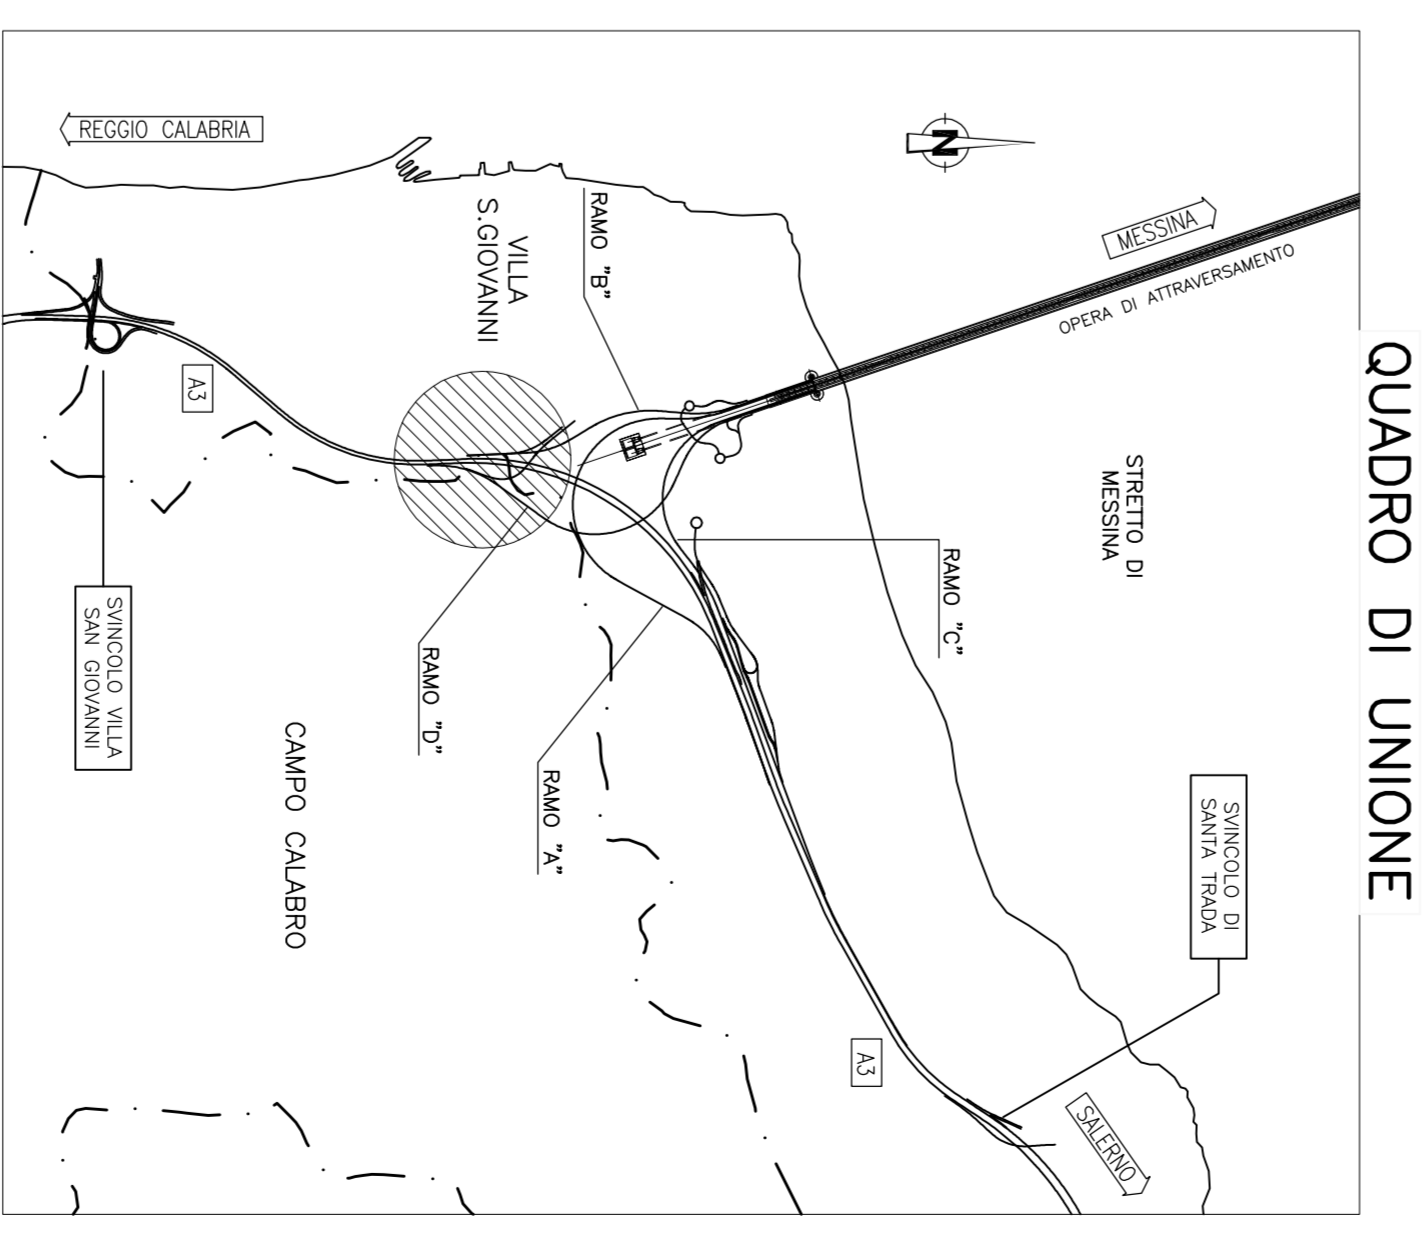 QUADRO DI UNIONE
REGGIO CALABRIA
N
MESSINA
OPERA DI ATTRAVERSAMENTO
RAMO "B"
VILLA
S.GIOVANNI
A3
STRETTO DI
MESSINA
RAMO "C"
SVINCOLO VILLA
SAN GIOVANNI
RAMO "D"
CAMPO CALABRO
RAMO "A"
SVINCOLO DI
SANTA TRADA
A3
SALERNO